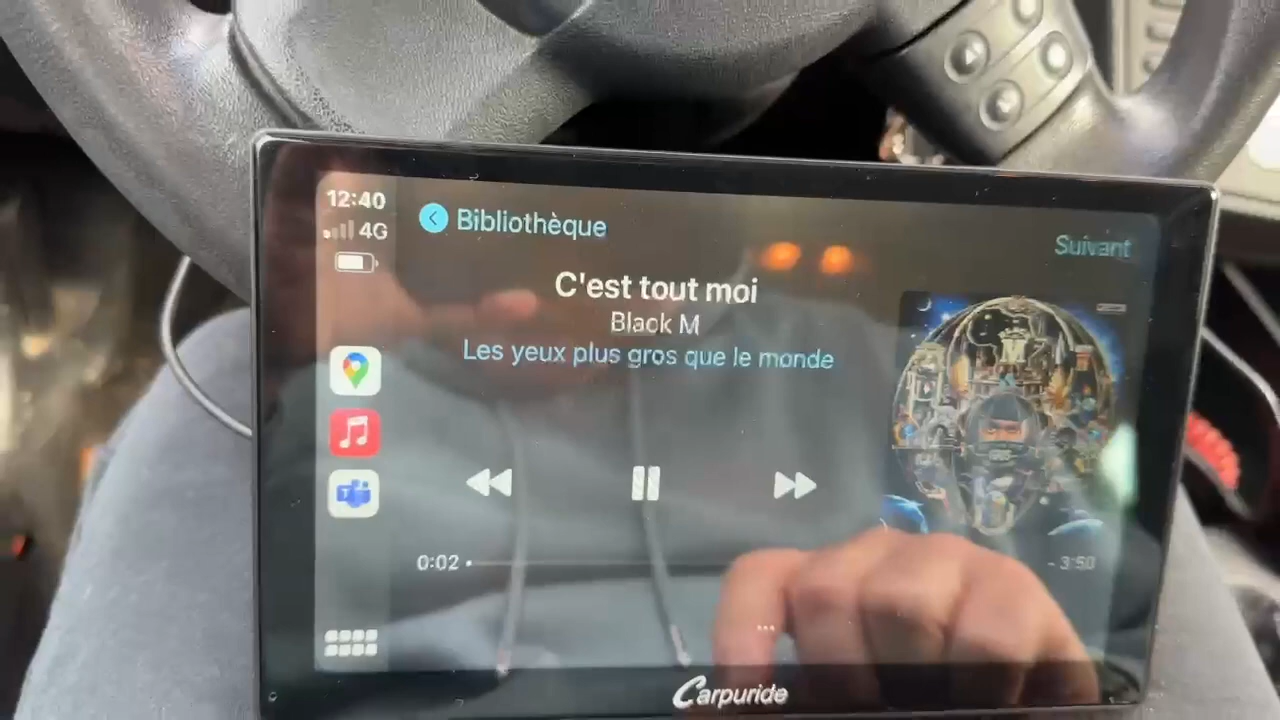 12:40
4G
Bibliothèque
Suivant
C'est tout moi
Black M
Les yeux plus gros que le monde
0:02
- 3:50
Carpuride